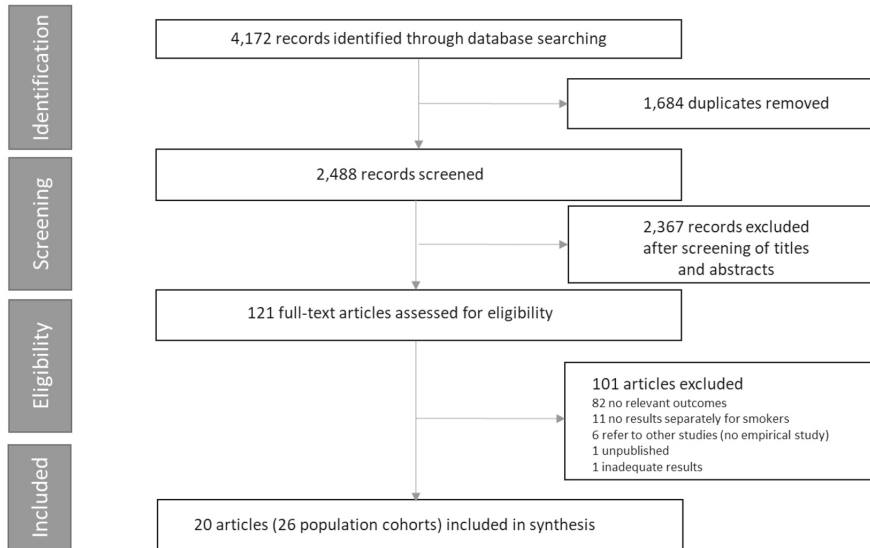 Identification
4,172 records identified through database searching
1,684 duplicates removed
Screening
2,488 records screened
2,367 records excluded
after screening of titles
and abstracts
Eligibility
121 full-text articles assessed for eligibility
101 articles excluded
82 no relevant outcomes
11 no results separately for smokers
6 refer to other studies (no empirical study)
1 unpublished
1 inadequate results
Included
20 articles (26 population cohorts) included in synthesis